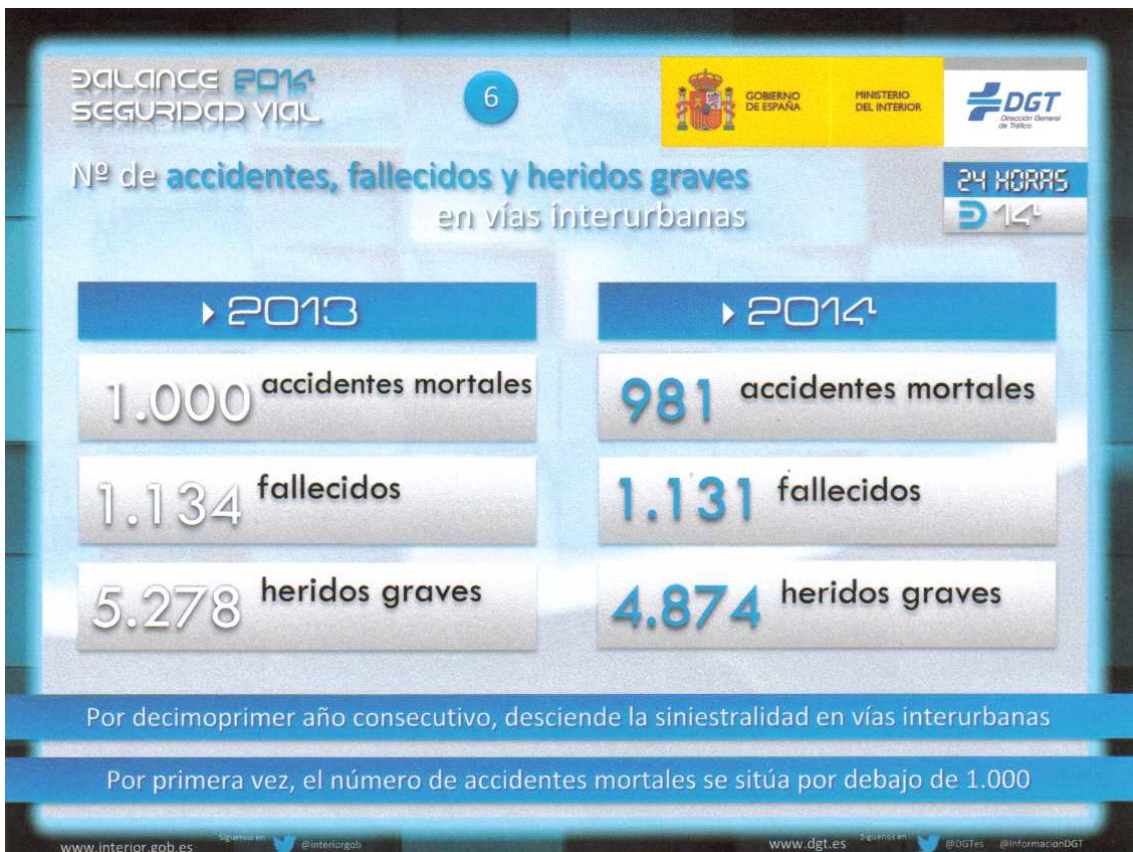 BALANCE 2014
SEGURIDAD VIAL
6
GOBIERNO
DE ESPAÑA
MINISTERIO
DEL INTERIOR
DGT
Dirección General
de Tráfico
Nº de accidentes, fallecidos y heridos graves
en vías interurbanas
24 HORAS
D 14
2013
1.000 accidentes mortales
1.134 fallecidos
5.278 heridos graves
2014
981 accidentes mortales
1.131 fallecidos
4.874 heridos graves
Por decimoprimer año consecutivo, desciende la siniestralidad en vías interurbanas
Por primera vez, el número de accidentes mortales se sitúa por debajo de 1.000
www.interior.gob.es Síguenos en @interiorgob
www.dgt.es Síguenos en @DGTes @InformacionDGT